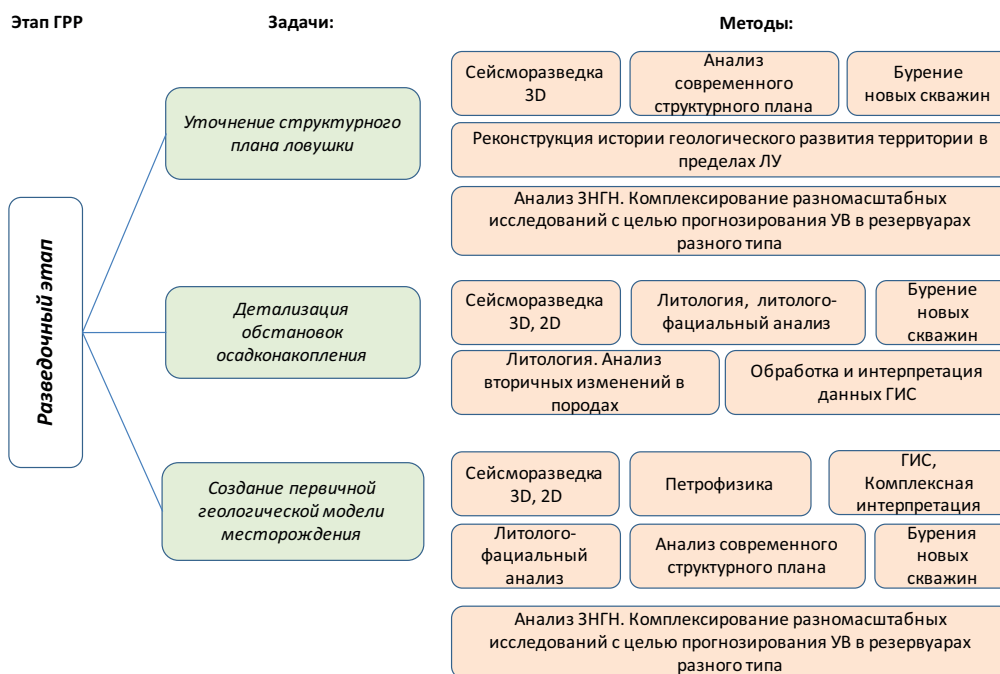 Этап ГРР
Задачи:
Методы:
Разведочный этап
Уточнение структурного
плана ловушки
Сейсморазведка
3D
Анализ
современного
структурного плана
Бурение
новых скважин
Реконструкция истории геологического развития территории в
пределах ЛУ
Анализ ЗНГН. Комплексирование разномасштабных
исследований с целью прогнозирования УВ в резервуарах
разного типа
Детализация
обстановок
осадконакопления
Сейсморазведка
3D, 2D
Литология, литолого-
фациальный анализ
Бурение
новых
скважин
Литология. Анализ
вторичных изменений в
породах
Обработка и интерпретация
данных ГИС
Создание первичной
геологической модели
месторождения
Сейсморазведка
3D, 2D
Петрофизика
ГИС,
Комплексная
интерпретация
Литолого-
фациальный
анализ
Анализ современного
структурного плана
Бурения
новых
скважин
Анализ ЗНГН. Комплексирование разномасштабных
исследований с целью прогнозирования УВ в резервуарах
разного типа